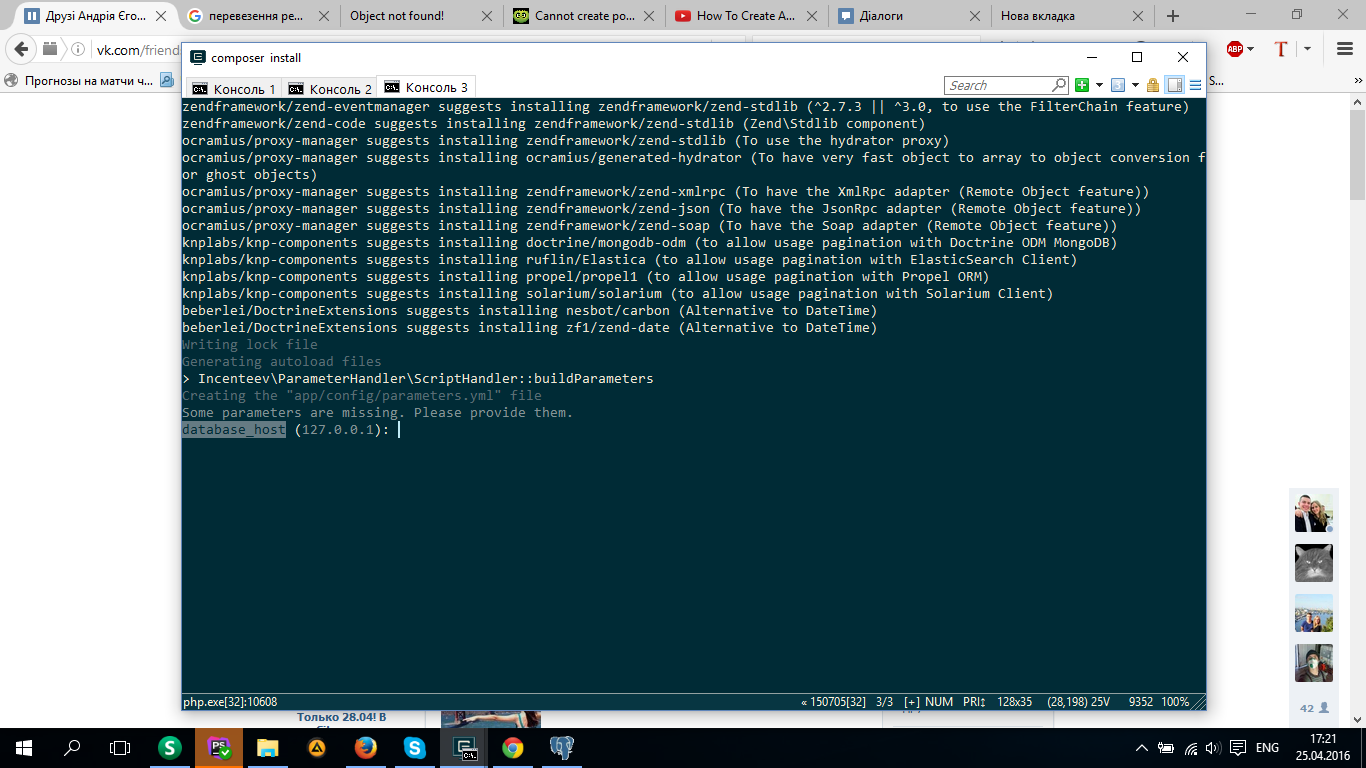 Друзі Андрія Єго...
перевезення ре...
Object not found!
Cannot create po...
How To Create A...
Діалоги
Нова вкладка
vk.com/friend
ABP
T
Прогнозы на матчи ч...
S...
composer install
Консоль 1
Консоль 2
Консоль 3
Search
zendframework/zend-eventmanager suggests installing zendframework/zend-stdlib (^2.7.3 || ^3.0, to use the FilterChain feature)
zendframework/zend-code suggests installing zendframework/zend-stdlib (Zend\Stdlib component)
ocramius/proxy-manager suggests installing zendframework/zend-stdlib (To use the hydrator proxy)
ocramius/proxy-manager suggests installing ocramius/generated-hydrator (To have very fast object to array to object conversion f
or ghost objects)
ocramius/proxy-manager suggests installing zendframework/zend-xmlrpc (To have the XmlRpc adapter (Remote Object feature))
ocramius/proxy-manager suggests installing zendframework/zend-json (To have the JsonRpc adapter (Remote Object feature))
ocramius/proxy-manager suggests installing zendframework/zend-soap (To have the Soap adapter (Remote Object feature))
knplabs/knp-components suggests installing doctrine/mongodb-odm (to allow usage pagination with Doctrine ODM MongoDB)
knplabs/knp-components suggests installing ruflin/Elastica (to allow usage pagination with ElasticSearch Client)
knplabs/knp-components suggests installing propel/propel1 (to allow usage pagination with Propel ORM)
knplabs/knp-components suggests installing solarium/solarium (to allow usage pagination with Solarium Client)
beberlei/DoctrineExtensions suggests installing nesbot/carbon (Alternative to DateTime)
beberlei/DoctrineExtensions suggests installing zf1/zend-date (Alternative to DateTime)
Writing lock file
Generating autoload files
> Incenteev\ParameterHandler\ScriptHandler::buildParameters
Creating the "app/config/parameters.yml" file
Some parameters are missing. Please provide them.
database_host (127.0.0.1):
php.exe[32]:10608
« 150705[32] 3/3 [+] NUM PRI↕ 128x35 (28,198) 25V 9352 100%
Только 28.04! В
42
ENG
17:21
25.04.2016